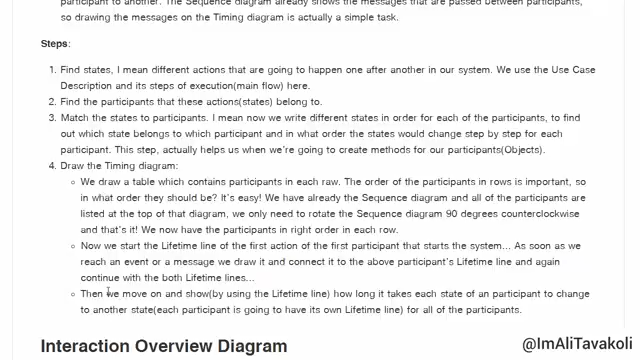 participant to another. The Sequence diagram already shows the messages that are passed between participants,
so drawing the messages on the Timing diagram is actually a simple task.
Steps:
1. Find states, I mean different actions that are going to happen one after another in our system. We use the Use Case
Description and its steps of execution(main flow) here.
2. Find the participants that these actions(states) belong to.
3. Match the states to participants. I mean now we write different states in order for each of the participants, to find
out which state belongs to which participant and in what order the states would change step by step for each
participant. This step, actually helps us when we're going to create methods for our participants(Objects).
4. Draw the Timing diagram:
We draw a table which contains participants in each raw. The order of the participants in rows is important, so
in what order they should be? It's easy! We have already the Sequence diagram and all of the participants are
listed at the top of that diagram, we only need to rotate the Sequence diagram 90 degrees counterclockwise
and that's it! We now have the participants in right order in each row.
Now we start the Lifetime line of the first action of the first participant that starts the system... As soon as we
reach an event or a message we draw it and connect it to the above participant's Lifetime line and again
continue with the both Lifetime lines...
Then we move on and show(by using the Lifetime line) how long it takes each state of an participant to change
to another state(each participant is going to have its own Lifetime line) for all of the participants.
Interaction Overview Diagram
@ImAliTavakoli